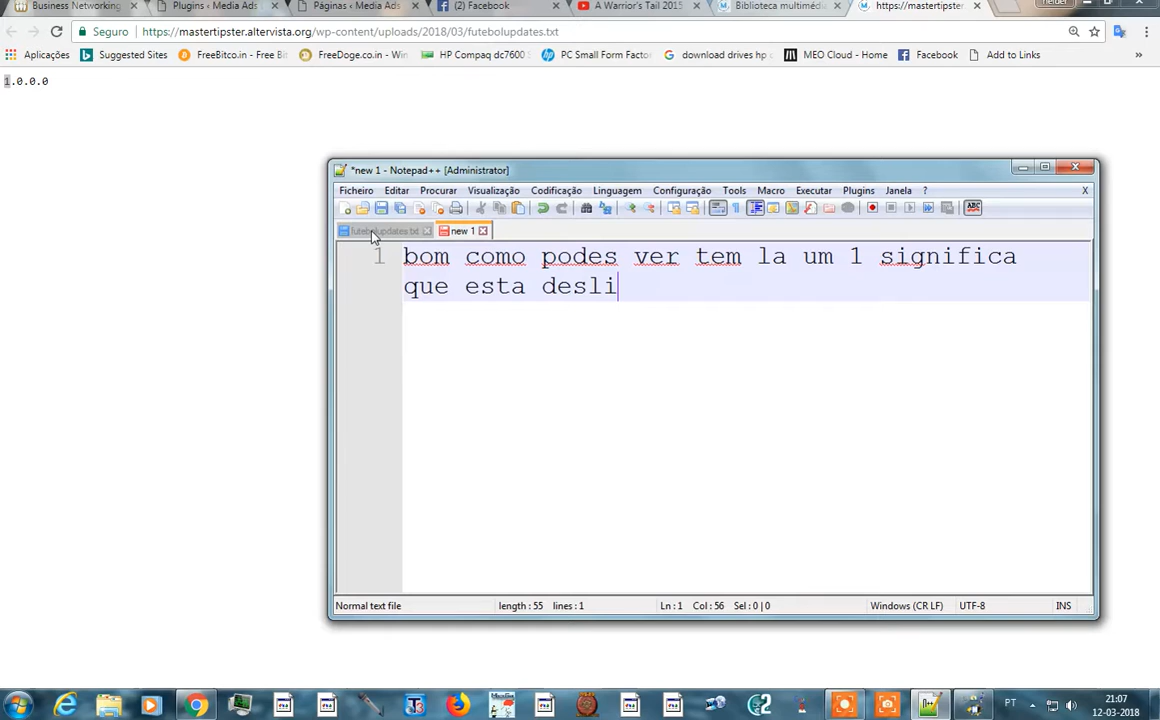 Business Networking
Plugins ‹ Media Ads
Páginas ‹ Media Ads
(2) Facebook
A Warrior's Tail 2015
Biblioteca multimédi
https://mastertipster
helder
Seguro
https://mastertipster.altervista.org/wp-content/uploads/2018/03/futebolupdates.txt
Aplicações
Suggested Sites
FreeBitco.in - Free Bi
FreeDoge.co.in - Free
HP Compaq dc7600
PC Small Form Factor
download drives hp
MEO Cloud - Home
Facebook
Add to Links
1.0.0.0
*new 1 - Notepad++ [Administrator]
Ficheiro Editar Procurar Visualização Codificação Linguagem Configuração Tools Macro Executar Plugins Janela ? X
futebolupdates.txt
new 1
1 bom como podes ver tem la um 1 significa
que esta desli
Normal text file
length : 55 lines : 1
Ln : 1 Col : 56 Sel : 0 | 0
Windows (CR LF)
UTF-8
INS
PT
21:07
12-03-2018